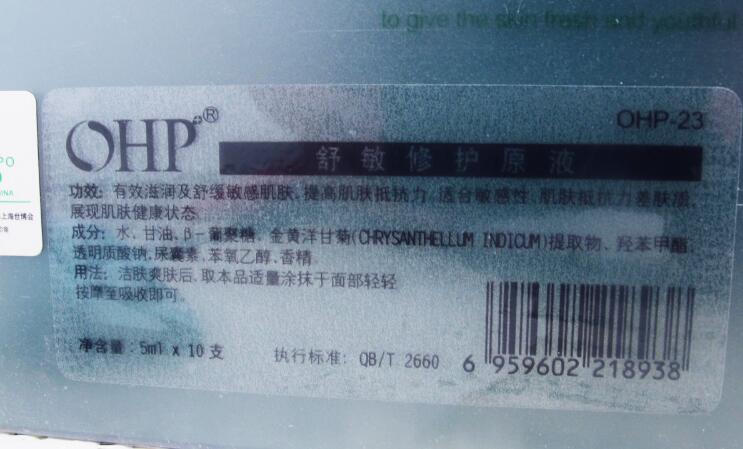 to give the skin fresh and youthful
OHP®
OHP-23
舒敏修护原液
功效: 有效滋润及舒缓敏感肌肤, 提高肌肤抵抗力, 适合敏感性, 肌肤抵抗力差肤质,
展现肌肤健康状态.
成分: 水, 甘油, β-葡聚糖, 金黄洋甘菊(CHRYSANTHELLUM INDICUM)提取物, 羟苯甲酯,
透明质酸钠,尿囊素,苯氧乙醇,香精
用法: 洁肤爽肤后, 取本品适量涂抹于面部轻轻
按摩至吸收即可.
净含量: 5ml x 10支
执行标准: QB/T 2660
6 959602 218938
PO
INA
上海世博会